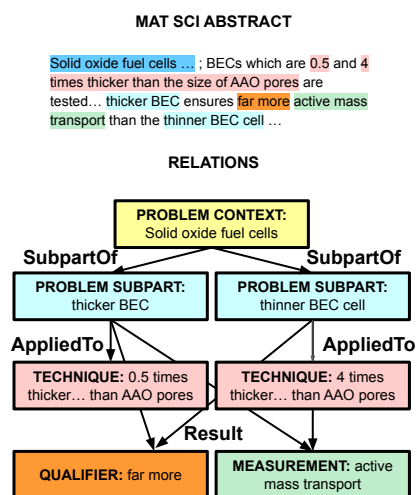 MAT SCI ABSTRACT
Solid oxide fuel cells … ; BECs which are 0.5 and 4
times thicker than the size of AAO pores are
tested… thicker BEC ensures far more active mass
transport than the thinner BEC cell …
RELATIONS
PROBLEM CONTEXT:
Solid oxide fuel cells
SubpartOf SubpartOf
PROBLEM SUBPART:
thicker BEC
PROBLEM SUBPART:
thinner BEC cell
AppliedTo AppliedTo
TECHNIQUE: 0.5 times
thicker… than AAO pores
TECHNIQUE: 4 times
thicker… than AAO pores
Result
QUALIFIER: far more
MEASUREMENT: active
mass transport